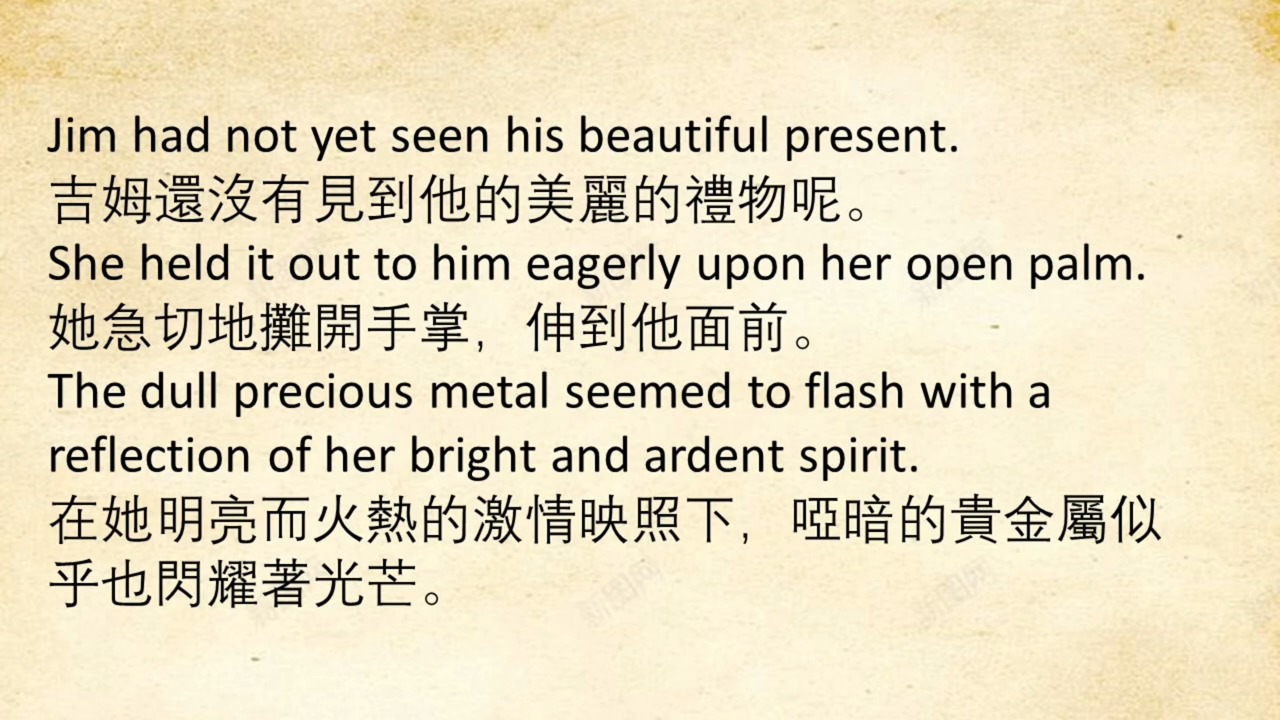 Jim had not yet seen his beautiful present.
吉姆還沒有見到他的美麗的禮物呢。
She held it out to him eagerly upon her open palm.
她急切地攤開手掌，伸到他面前。
The dull precious metal seemed to flash with a
reflection of her bright and ardent spirit.
在她明亮而火熱的激情映照下，啞暗的貴金屬似
乎也閃耀著光芒。